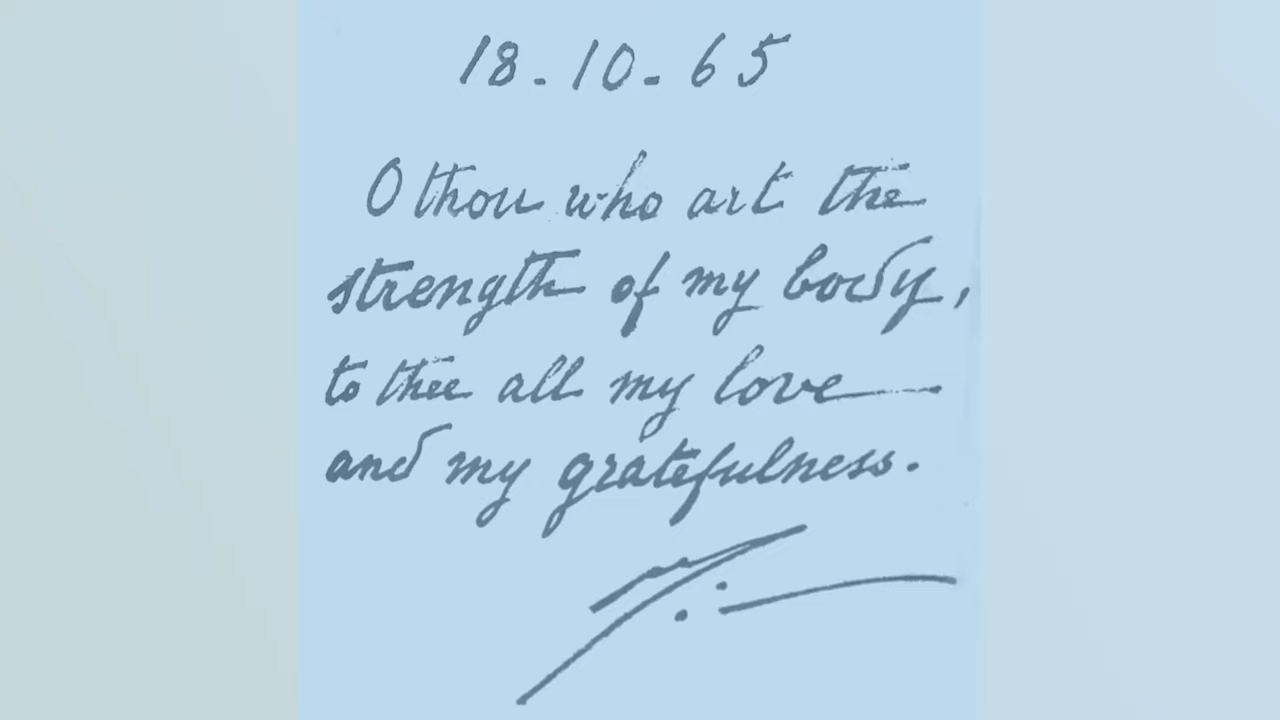 18.10.65
O thou who art the
strength of my body,
to thee all my love
and my gratefulness.